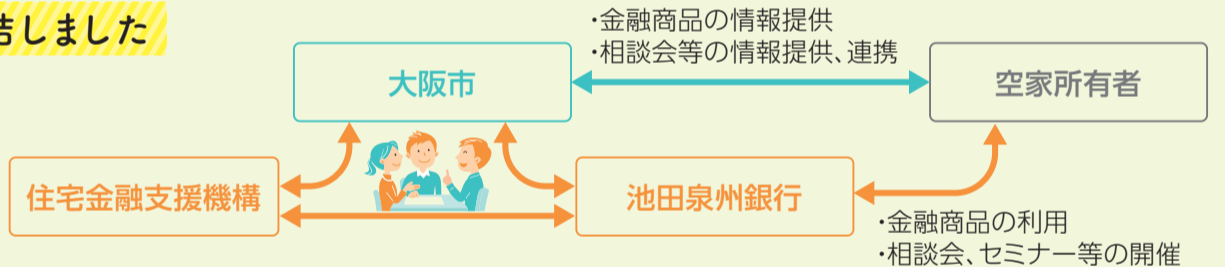 結しました
・金融商品の情報提供
・相談会等の情報提供、連携
大阪市
空家所有者
住宅金融支援機構
池田泉州銀行
・金融商品の利用
・相談会、セミナー等の開催